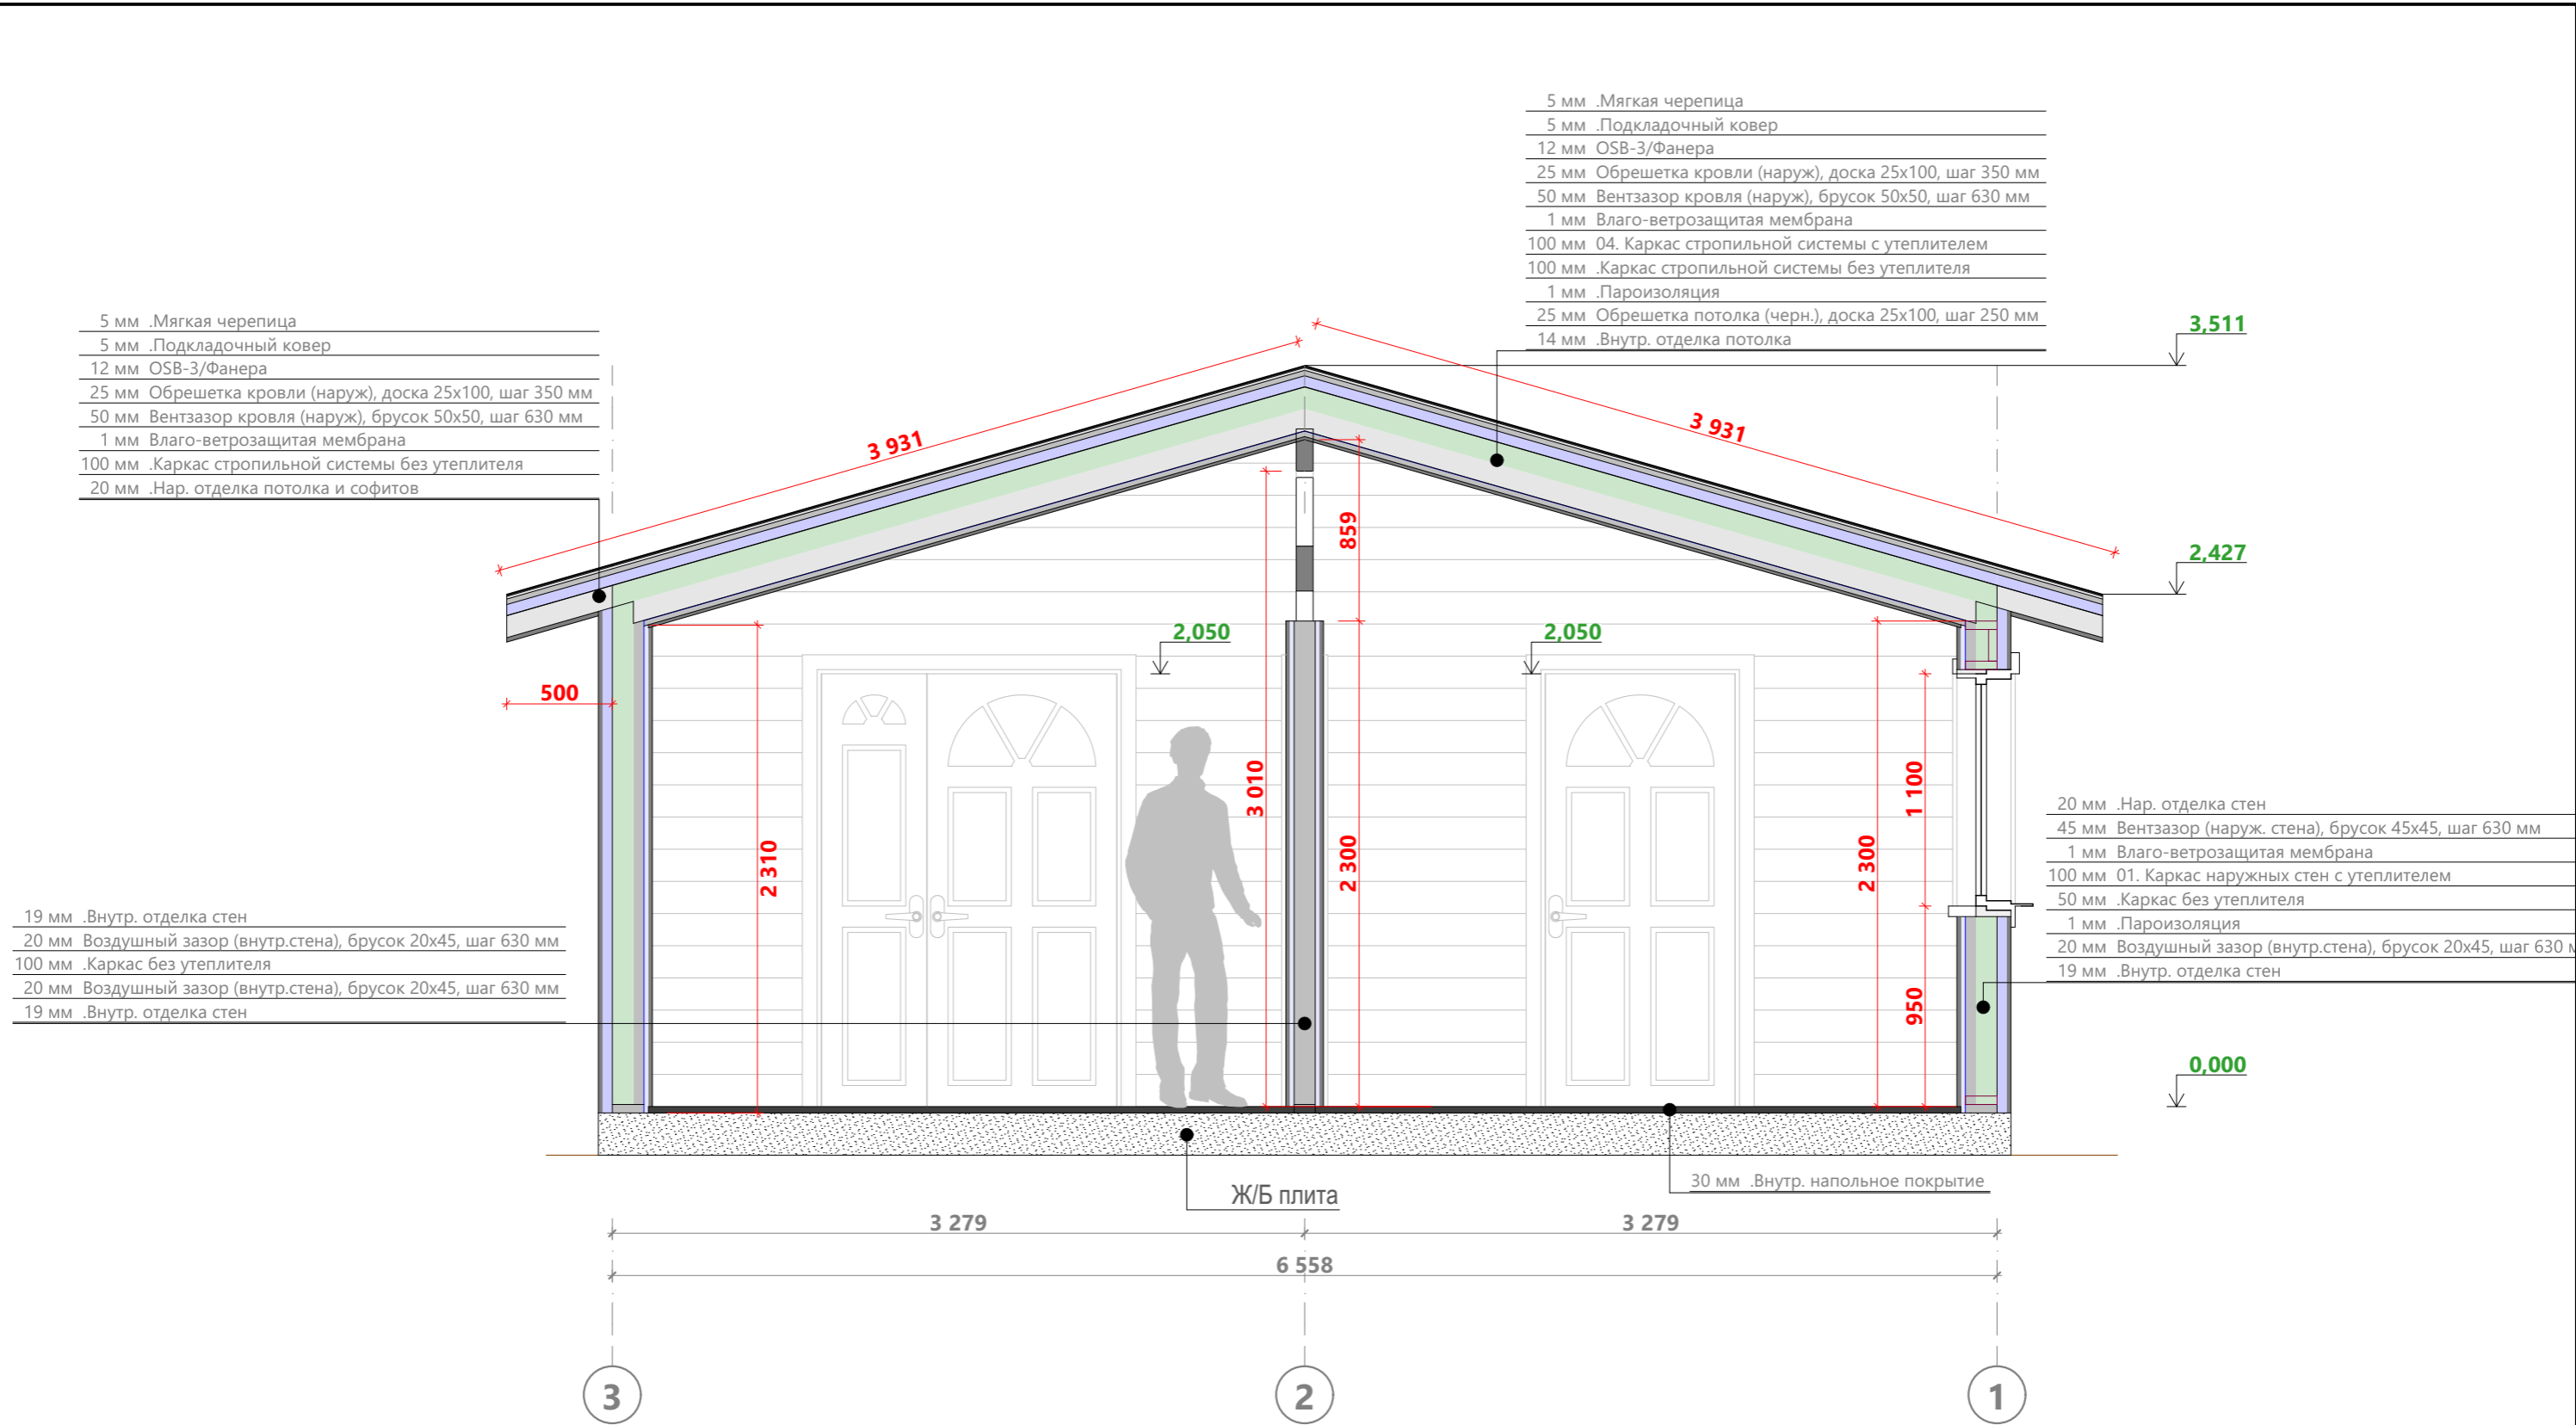 5 мм .Мягкая черепица
5 мм .Подкладочный ковер
12 мм OSB-3/Фанера
25 мм Обрешетка кровли (наруж), доска 25х100, шаг 350 мм
50 мм Вентзазор кровля (наруж), брусок 50х50, шаг 630 мм
1 мм Влаго-ветрозащитая мембрана
100 мм 04. Каркас стропильной системы с утеплителем
100 мм .Каркас стропильной системы без утеплителя
1 мм .Пароизоляция
25 мм Обрешетка потолка (черн.), доска 25х100, шаг 250 мм
14 мм .Внутр. отделка потолка
5 мм .Мягкая черепица
5 мм .Подкладочный ковер
12 мм OSB-3/Фанера
25 мм Обрешетка кровли (наруж), доска 25х100, шаг 350 мм
50 мм Вентзазор кровля (наруж), брусок 50х50, шаг 630 мм
1 мм Влаго-ветрозащитая мембрана
100 мм .Каркас стропильной системы без утеплителя
20 мм .Нар. отделка потолка и софитов
3,511
3 931
3 931
859
2,427
2,050
2,050
500
3 010
1 100
2 310
2 300
2 300
950
20 мм .Нар. отделка стен
45 мм Вентзазор (наруж. стена), брусок 45х45, шаг 630 мм
1 мм Влаго-ветрозащитая мембрана
100 мм 01. Каркас наружных стен с утеплителем
50 мм .Каркас без утеплителя
1 мм .Пароизоляция
20 мм Воздушный зазор (внутр.стена), брусок 20х45, шаг 630 м
19 мм .Внутр. отделка стен
19 мм .Внутр. отделка стен
20 мм Воздушный зазор (внутр.стена), брусок 20х45, шаг 630 мм
100 мм .Каркас без утеплителя
20 мм Воздушный зазор (внутр.стена), брусок 20х45, шаг 630 мм
19 мм .Внутр. отделка стен
0,000
30 мм .Внутр. напольное покрытие
Ж/Б плита
3 279
3 279
6 558
3
2
1